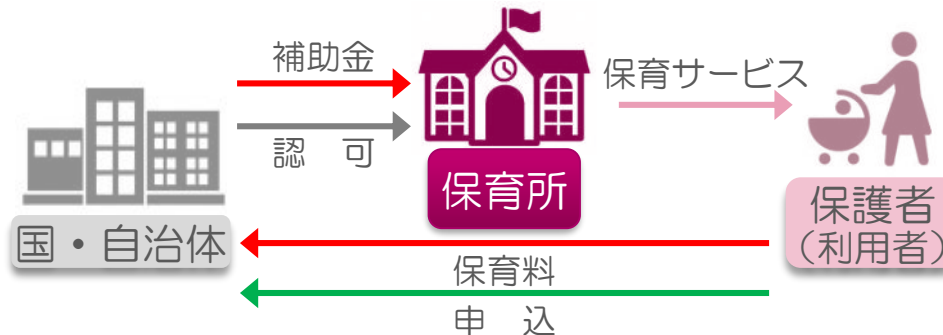 補助金
認　可
保育サービス
保育所
国・自治体
保護者
（利用者）
保育料
申　込